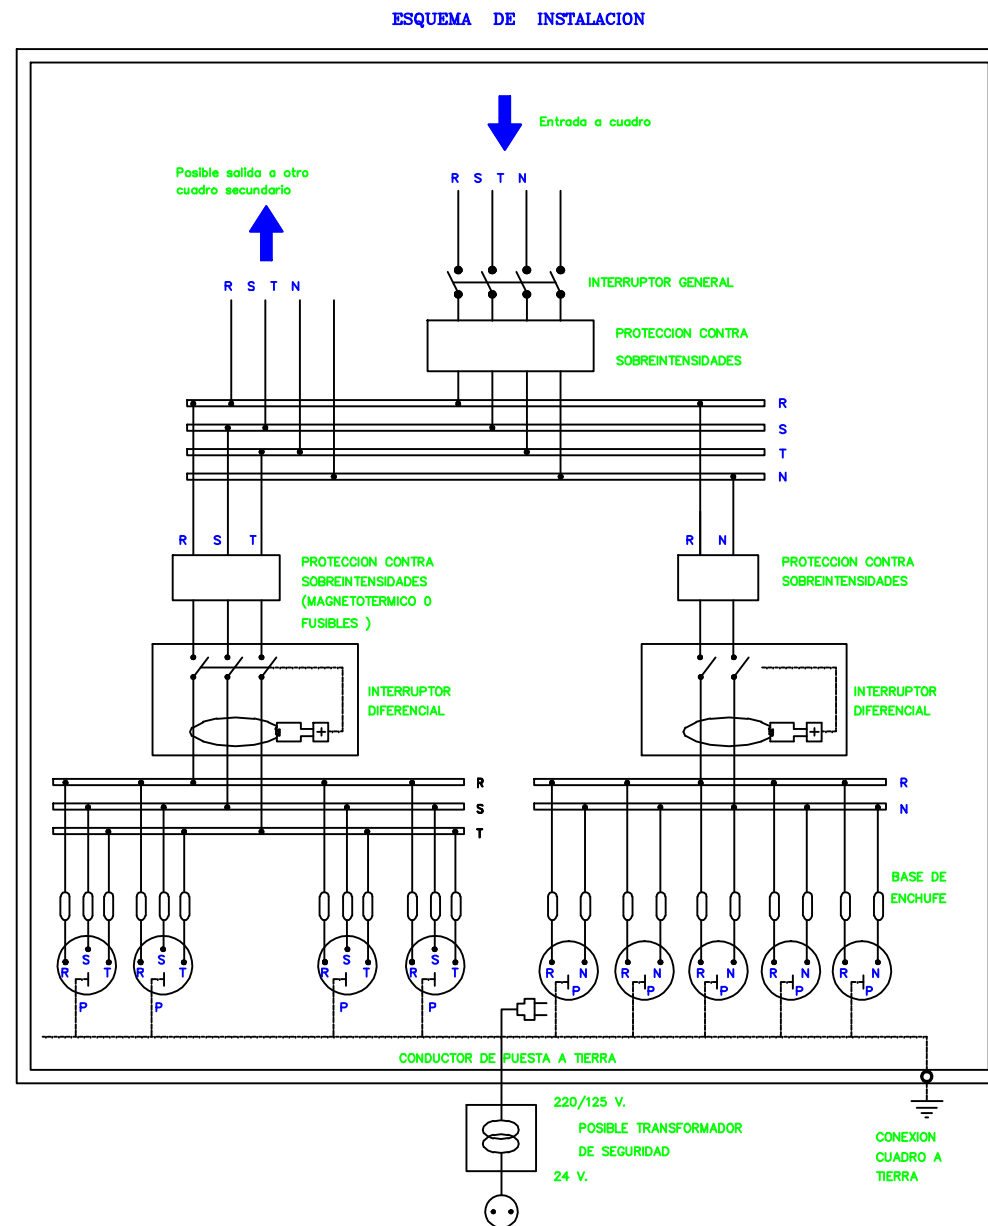 ESQUEMA DE INSTALACION
Entrada a cuadro
Posible salida a otro
cuadro secundario
R S T N
R S T N
INTERRUPTOR GENERAL
PROTECCION CONTRA
SOBREINTENSIDADES
R
S
T
N
R S T
R N
PROTECCION CONTRA
SOBREINTENSIDADES
(MAGNETOTERMICO O
FUSIBLES )
PROTECCION CONTRA
SOBREINTENSIDADES
INTERRUPTOR
DIFERENCIAL
INTERRUPTOR
DIFERENCIAL
R
S
T
R
N
BASE DE
ENCHUFE
R S T
R S T
R S T
R S T
R N
R N
R N
R N
R N
P
P
P
P
P
P
P
P
P
CONDUCTOR DE PUESTA A TIERRA
220/125 V.
POSIBLE TRANSFORMADOR
DE SEGURIDAD
24 V.
CONEXION
CUADRO A
TIERRA